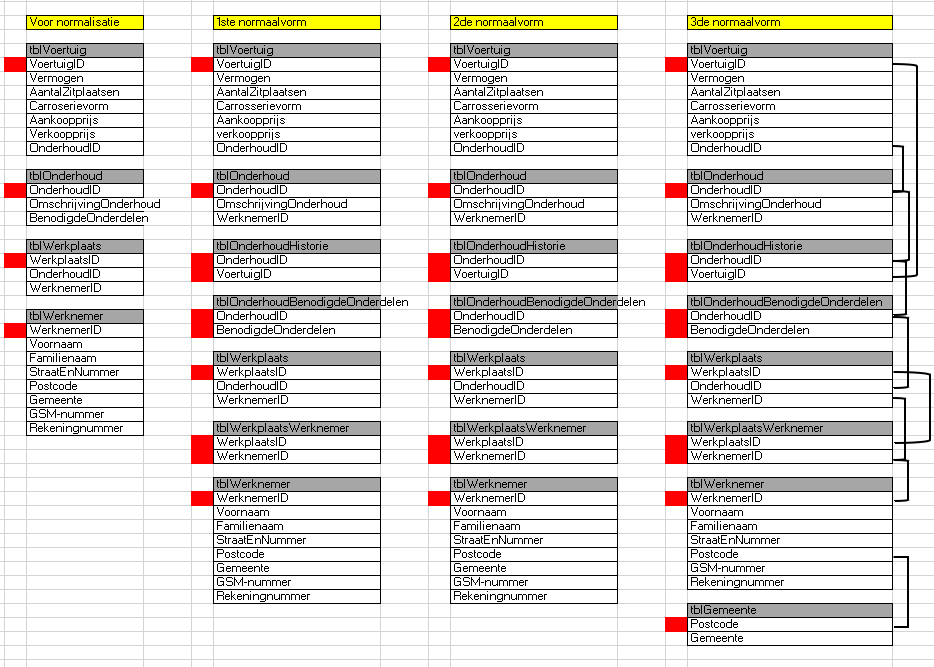 Voor normalisatie
tblVoertuig
VoertuigID
Vermogen
AantalZitplaatsen
Carroserievorm
Aankoopprijs
Verkoopprijs
OnderhoudID
tblOnderhoud
OnderhoudID
OmschrijvingOnderhoud
BenodigdeOnderdelen
tblWerkplaats
WerkplaatsID
OnderhoudID
WerknemerID
tblWerknemer
WerknemerID
Voornaam
Familienaam
StraatEnNummer
Postcode
Gemeente
GSM-nummer
Rekeningnummer
1ste normaalvorm
tblVoertuig
VoertuigID
Vermogen
AantalZitplaatsen
Carrosserievorm
Aankoopprijs
verkoopprijs
OnderhoudID
tblOnderhoud
OnderhoudID
OmschrijvingOnderhoud
WerknemerID
tblOnderhoudHistorie
OnderhoudID
VoertuigID
tblOnderhoudBenodigdeOnderdelen
OnderhoudID
BenodigdeOnderdelen
tblWerkplaats
WerkplaatsID
OnderhoudID
WerknemerID
tblWerkplaatsWerknemer
WerkplaatsID
WerknemerID
tblWerknemer
WerknemerID
Voornaam
Familienaam
StraatEnNummer
Postcode
Gemeente
GSM-nummer
Rekeningnummer
2de normaalvorm
tblVoertuig
VoertuigID
Vermogen
AantalZitplaatsen
Carrosserievorm
Aankoopprijs
verkoopprijs
OnderhoudID
tblOnderhoud
OnderhoudID
OmschrijvingOnderhoud
WerknemerID
tblOnderhoudHistorie
OnderhoudID
VoertuigID
tblOnderhoudBenodigdeOnderdelen
OnderhoudID
BenodigdeOnderdelen
tblWerkplaats
WerkplaatsID
OnderhoudID
WerknemerID
tblWerkplaatsWerknemer
WerkplaatsID
WerknemerID
tblWerknemer
WerknemerID
Voornaam
Familienaam
StraatEnNummer
Postcode
Gemeente
GSM-nummer
Rekeningnummer
3de normaalvorm
tblVoertuig
VoertuigID
Vermogen
AantalZitplaatsen
Carrosserievorm
Aankoopprijs
verkoopprijs
OnderhoudID
tblOnderhoud
OnderhoudID
OmschrijvingOnderhoud
WerknemerID
tblOnderhoudHistorie
OnderhoudID
VoertuigID
tblOnderhoudBenodigdeOnderdelen
OnderhoudID
BenodigdeOnderdelen
tblWerkplaats
WerkplaatsID
OnderhoudID
WerknemerID
tblWerkplaatsWerknemer
WerkplaatsID
WerknemerID
tblWerknemer
WerknemerID
Voornaam
Familienaam
StraatEnNummer
Postcode
GSM-nummer
Rekeningnummer
tblGemeente
Postcode
Gemeente